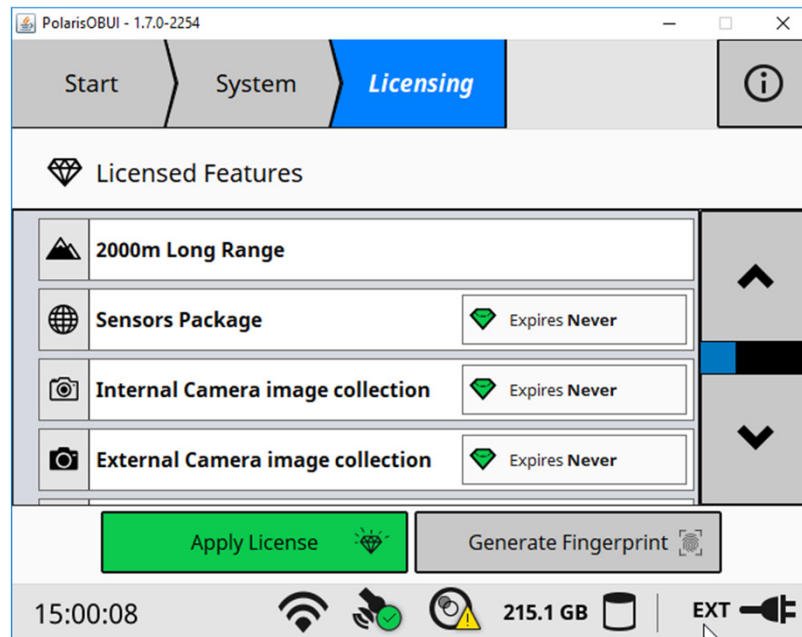 PolarisOBUI - 1.7.0-2254
Start
System
Licensing
Licensed Features
2000m Long Range
Sensors Package
Expires Never
Internal Camera image collection
Expires Never
External Camera image collection
Expires Never
Apply License
Generate Fingerprint
15:00:08
215.1 GB
EXT